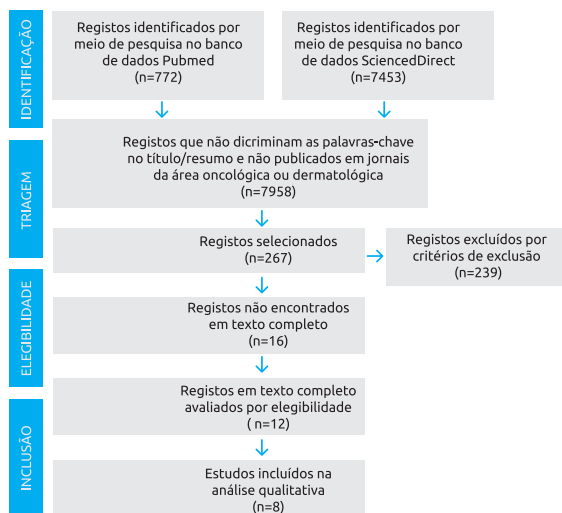 IDENTIFICAÇÃO
Registos identificados por
meio de pesquisa no banco
de dados Pubmed
(n=772)
Registos identificados por
meio de pesquisa no banco
de dados SciencedDirect
(n=7453)
TRIAGEM
Registos que não dicriminam as palavras-chave
no título/resumo e não publicados em jornais
da área oncológica ou dermatológica
(n=7958)
Registos selecionados
(n=267)
Registos excluídos por
critérios de exclusão
(n=239)
ELEGIBILIDADE
Registos não encontrados
em texto completo
(n=16)
Registos em texto completo
avaliados por elegibilidade
( n=12)
INCLUSÃO
Estudos incluídos na
análise qualitativa
(n=8)